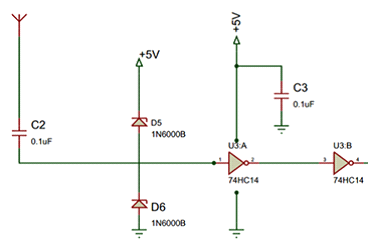 +5V
+5V
C2
0.1uF
D5
1N6000B
C3
0.1uF
U3:A
1
2
74HC14
U3:B
3
4
74HC14
D6
1N6000B